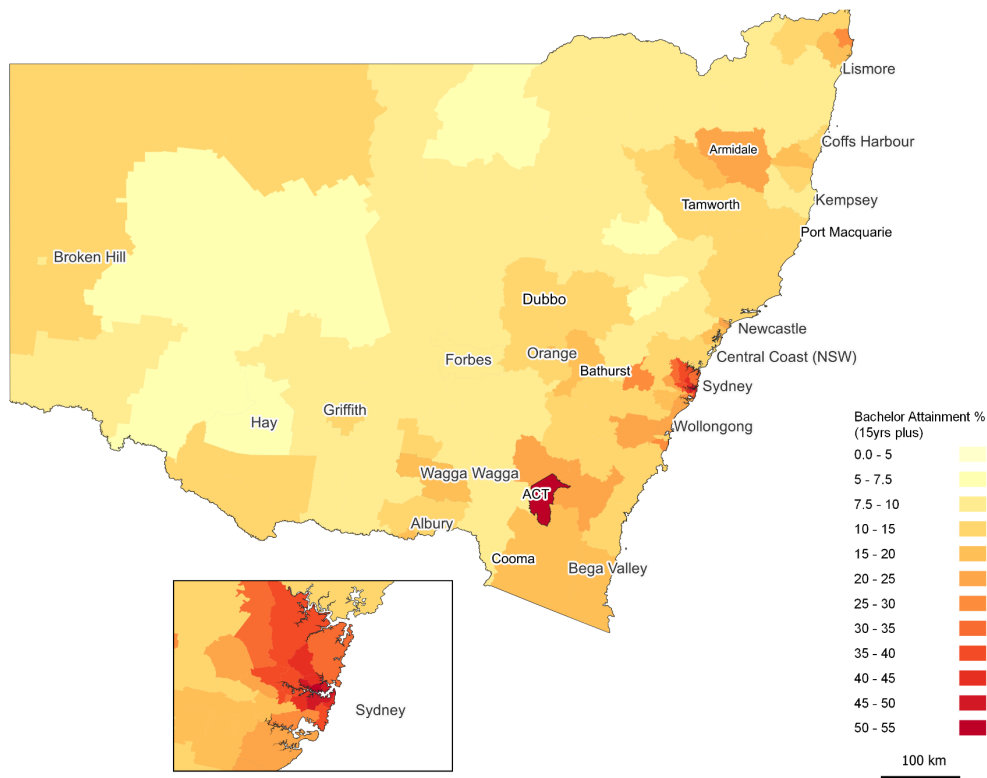 Lismore
Coffs Harbour
Armidale
Kempsey
Tamworth
Port Macquarie
Broken Hill
Dubbo
Newcastle
Orange
Forbes
Central Coast (NSW)
Bathurst
Sydney
Griffith
Hay
Wollongong
Wagga Wagga
ACT
Albury
Cooma
Bega Valley
Sydney
Bachelor Attainment %
(15yrs plus)
0.0 - 5
5 - 7.5
7.5 - 10
10 - 15
15 - 20
20 - 25
25 - 30
30 - 35
35 - 40
40 - 45
45 - 50
50 - 55
100 km